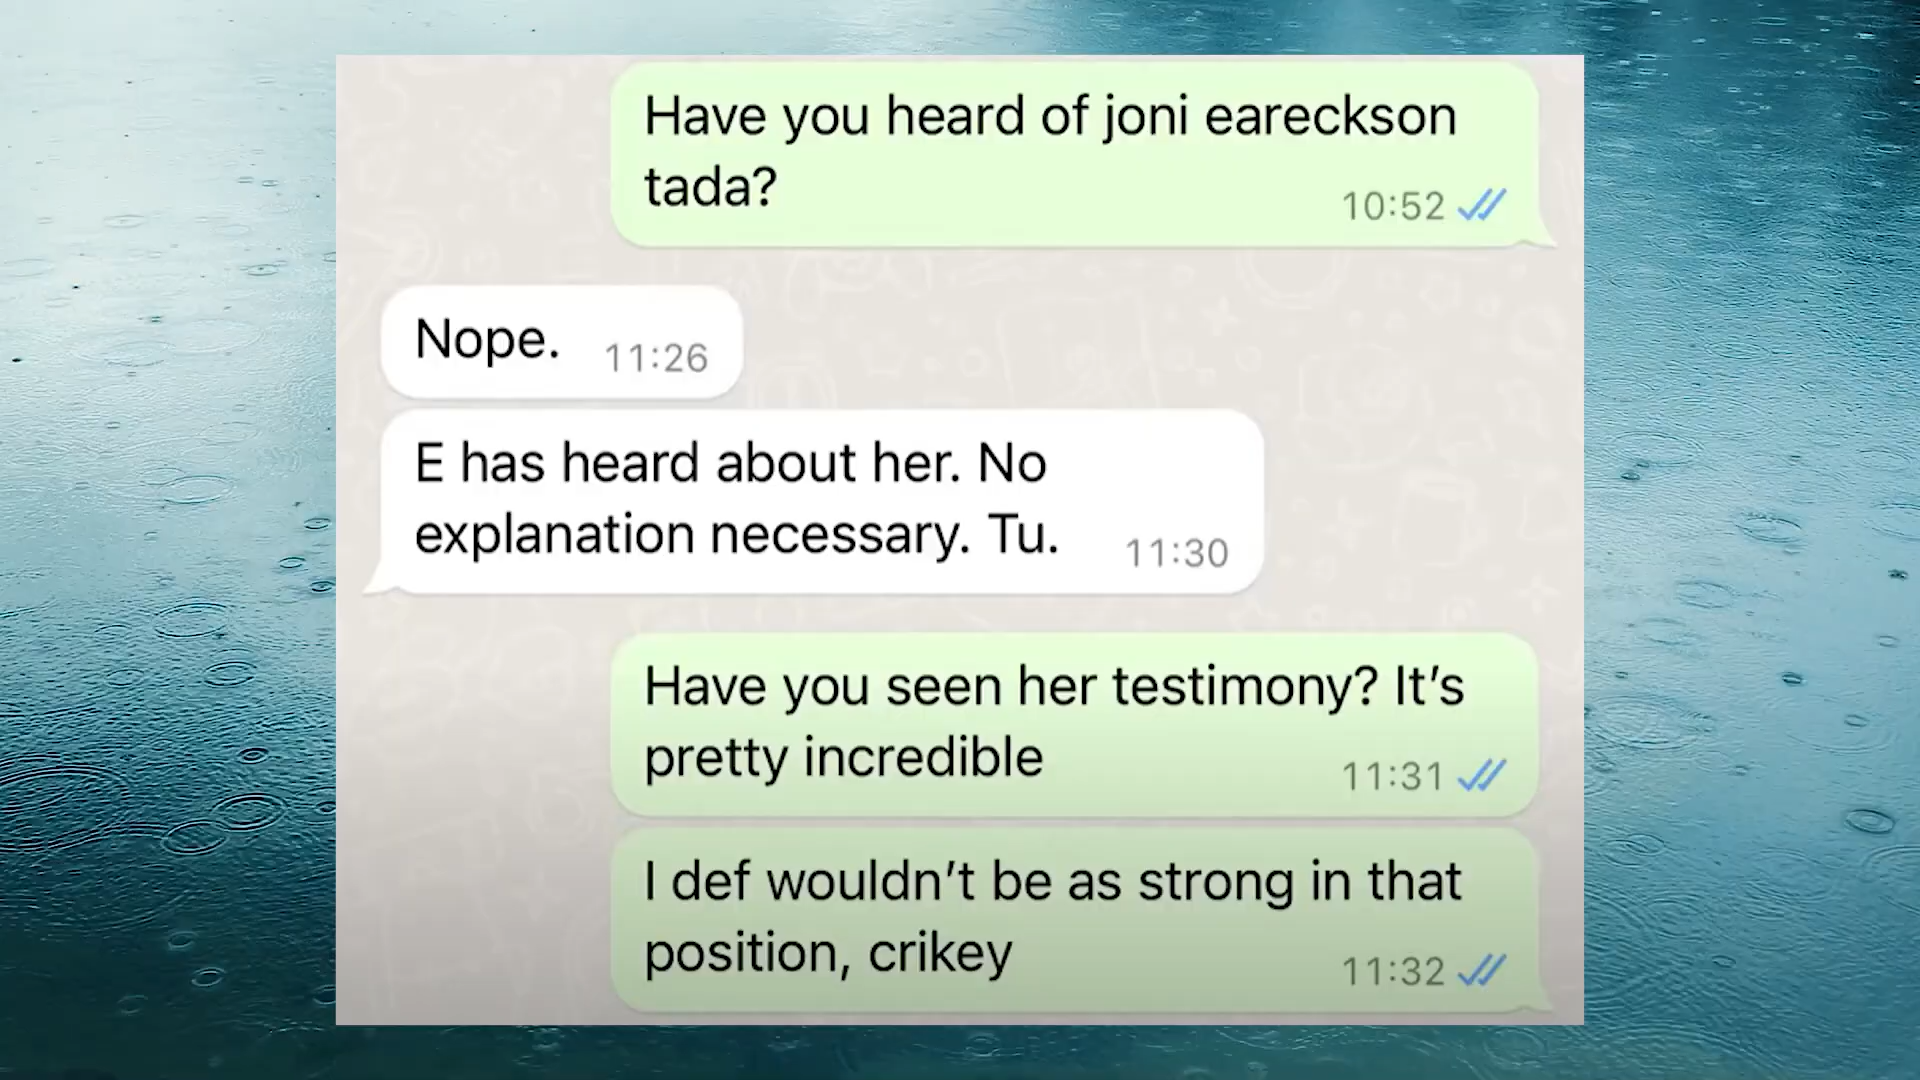 Have you heard of joni eareckson
tada?
10:52
Nope.
11:26
E has heard about her. No
explanation necessary. Tu.
11:30
Have you seen her testimony? It's
pretty incredible
11:31
I def wouldn't be as strong in that
position, crikey
11:32